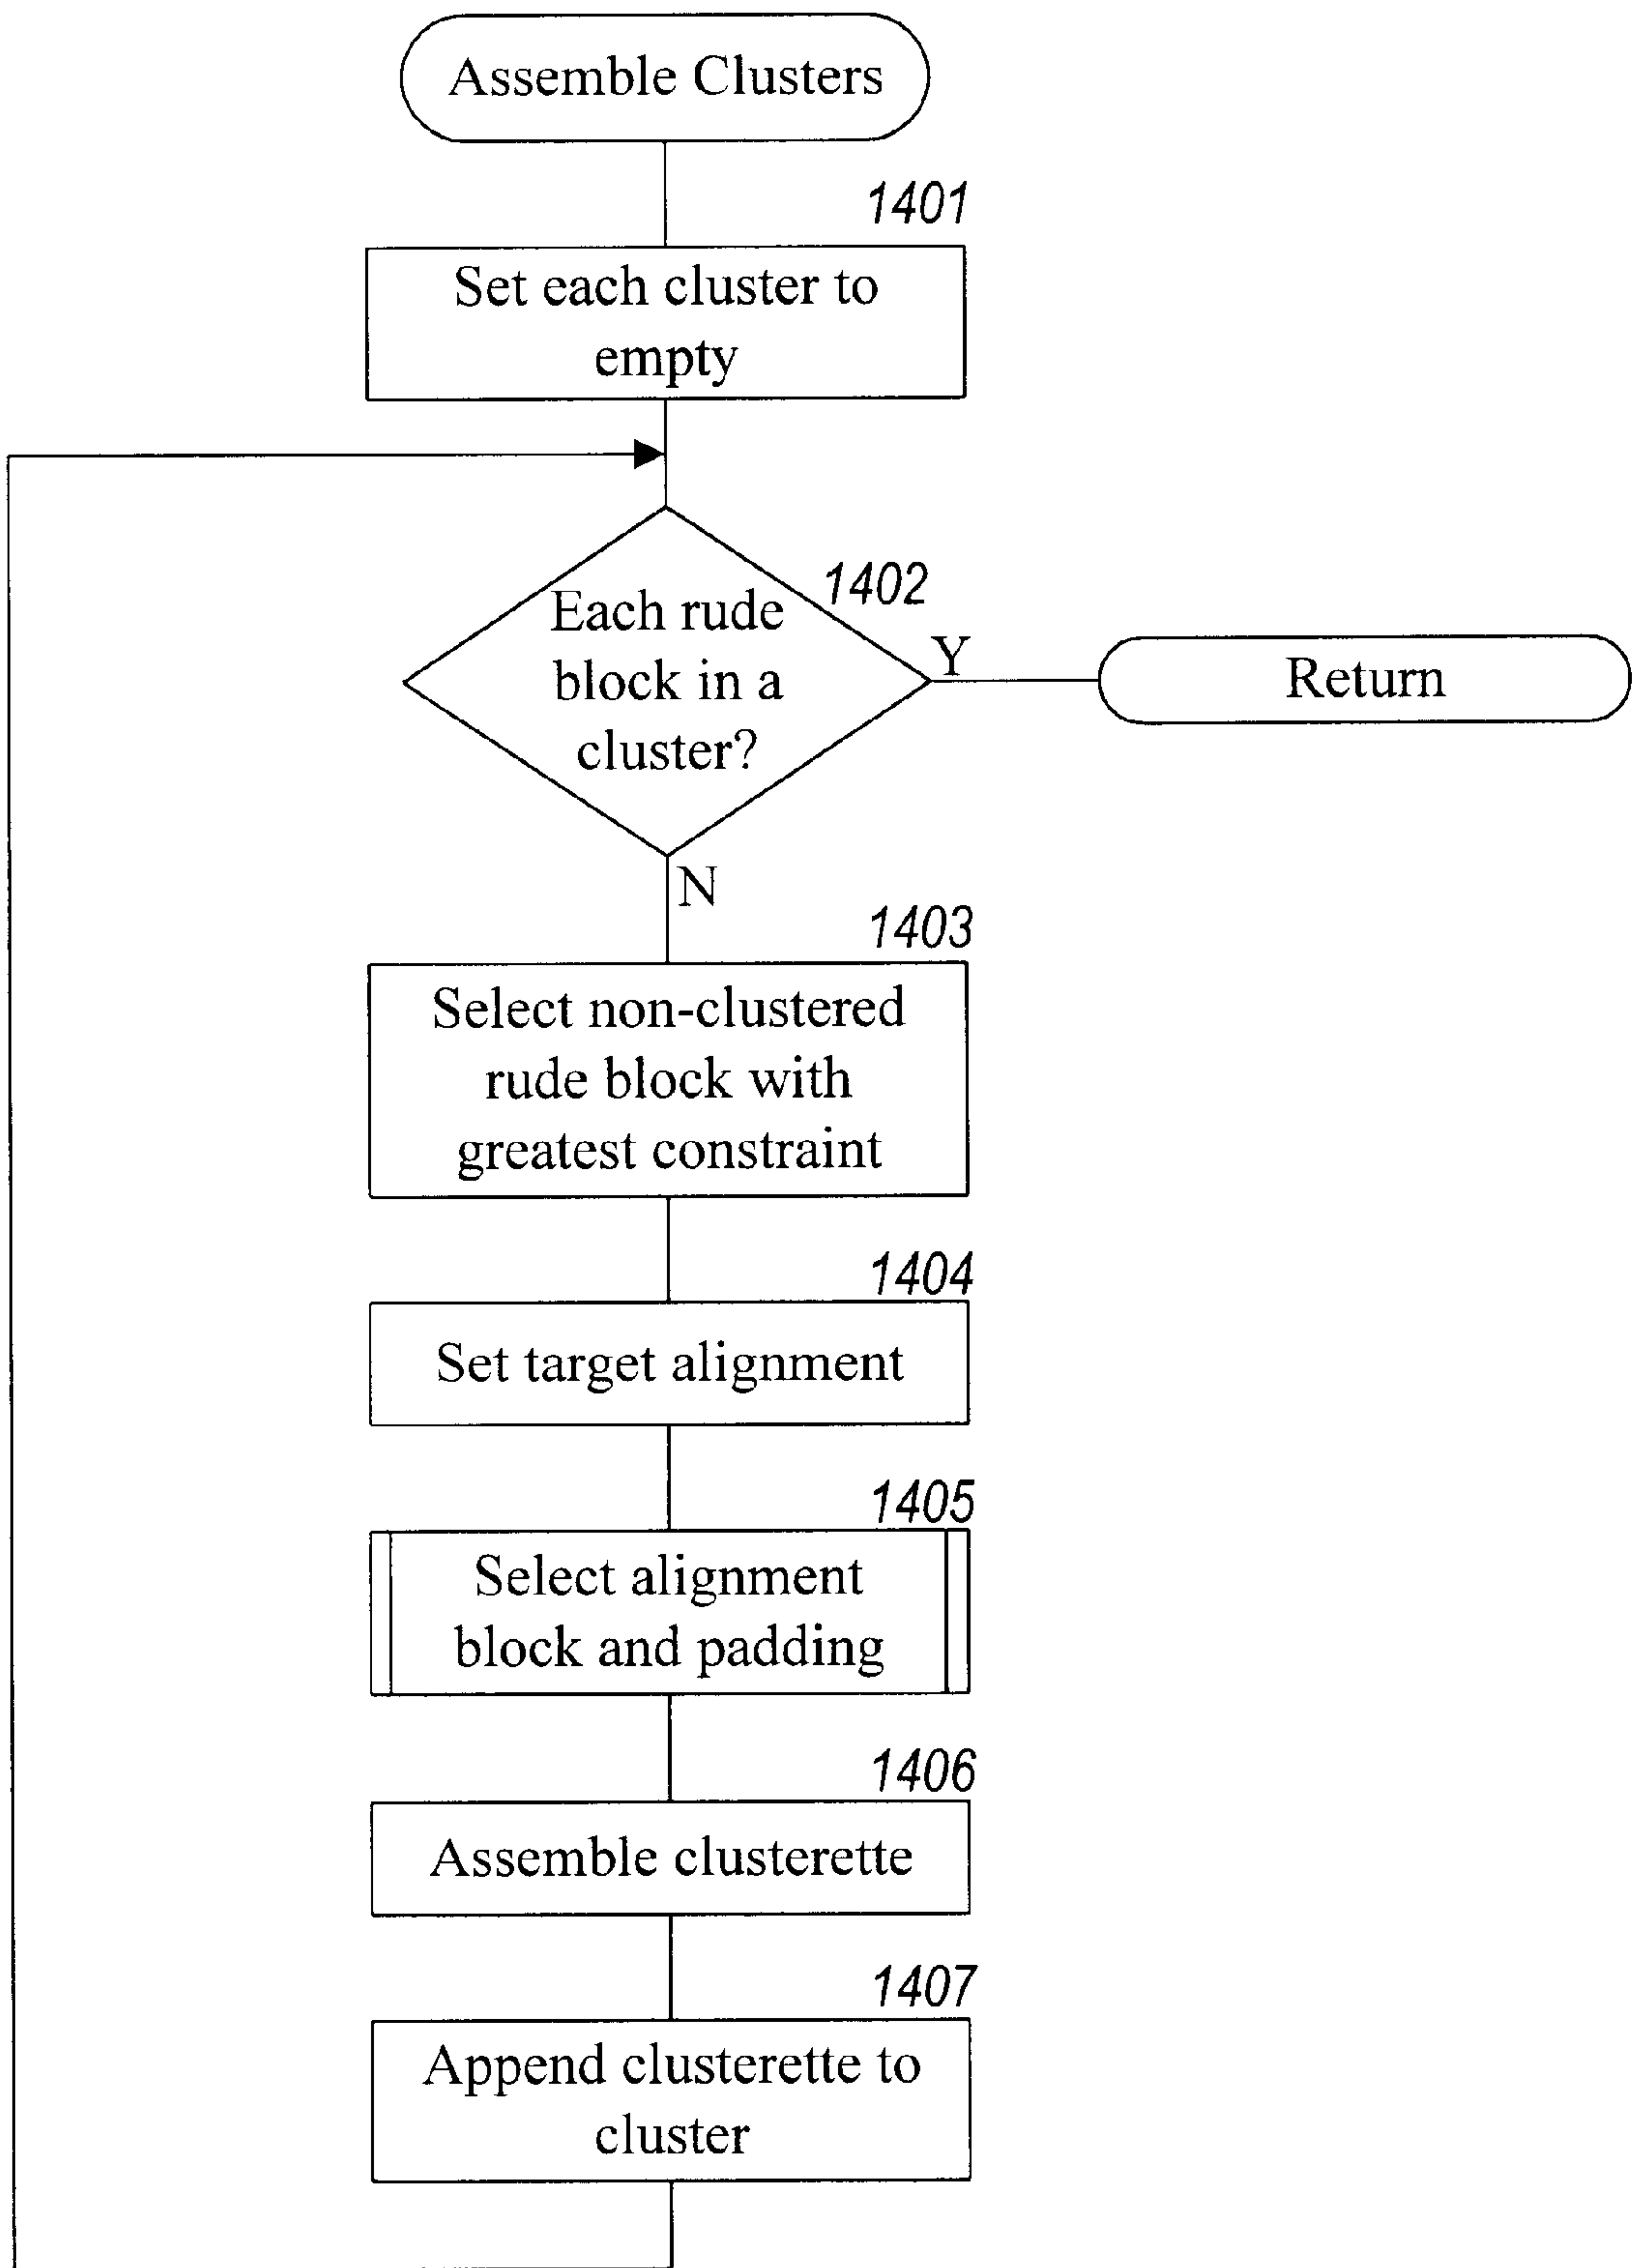 Assemble Clusters
1401
Set each cluster to
empty
1402
Each rude
block in a
cluster?
Y
Return
N
1403
Select non-clustered
rude block with
greatest constraint
1404
Set target alignment
1405
Select alignment
block and padding
1406
Assemble clusterette
1407
Append clusterette to
cluster